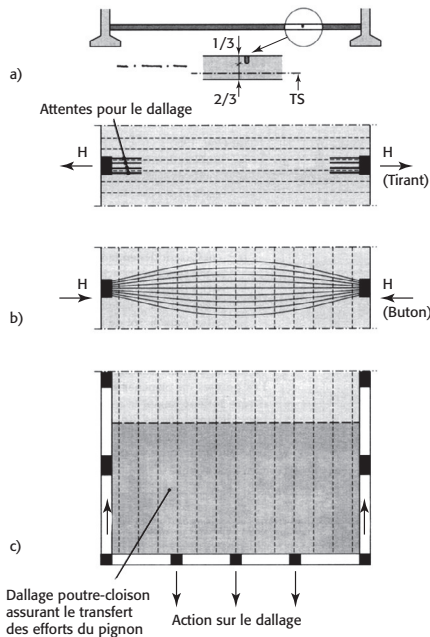 1/3
a)
2/3
TS
Attentes pour le dallage
H
H
(Tirant)
H
H
b)
(Buton)
c)
Dallage poutre-cloison
assurant le transfert
des efforts du pignon
Action sur le dallage